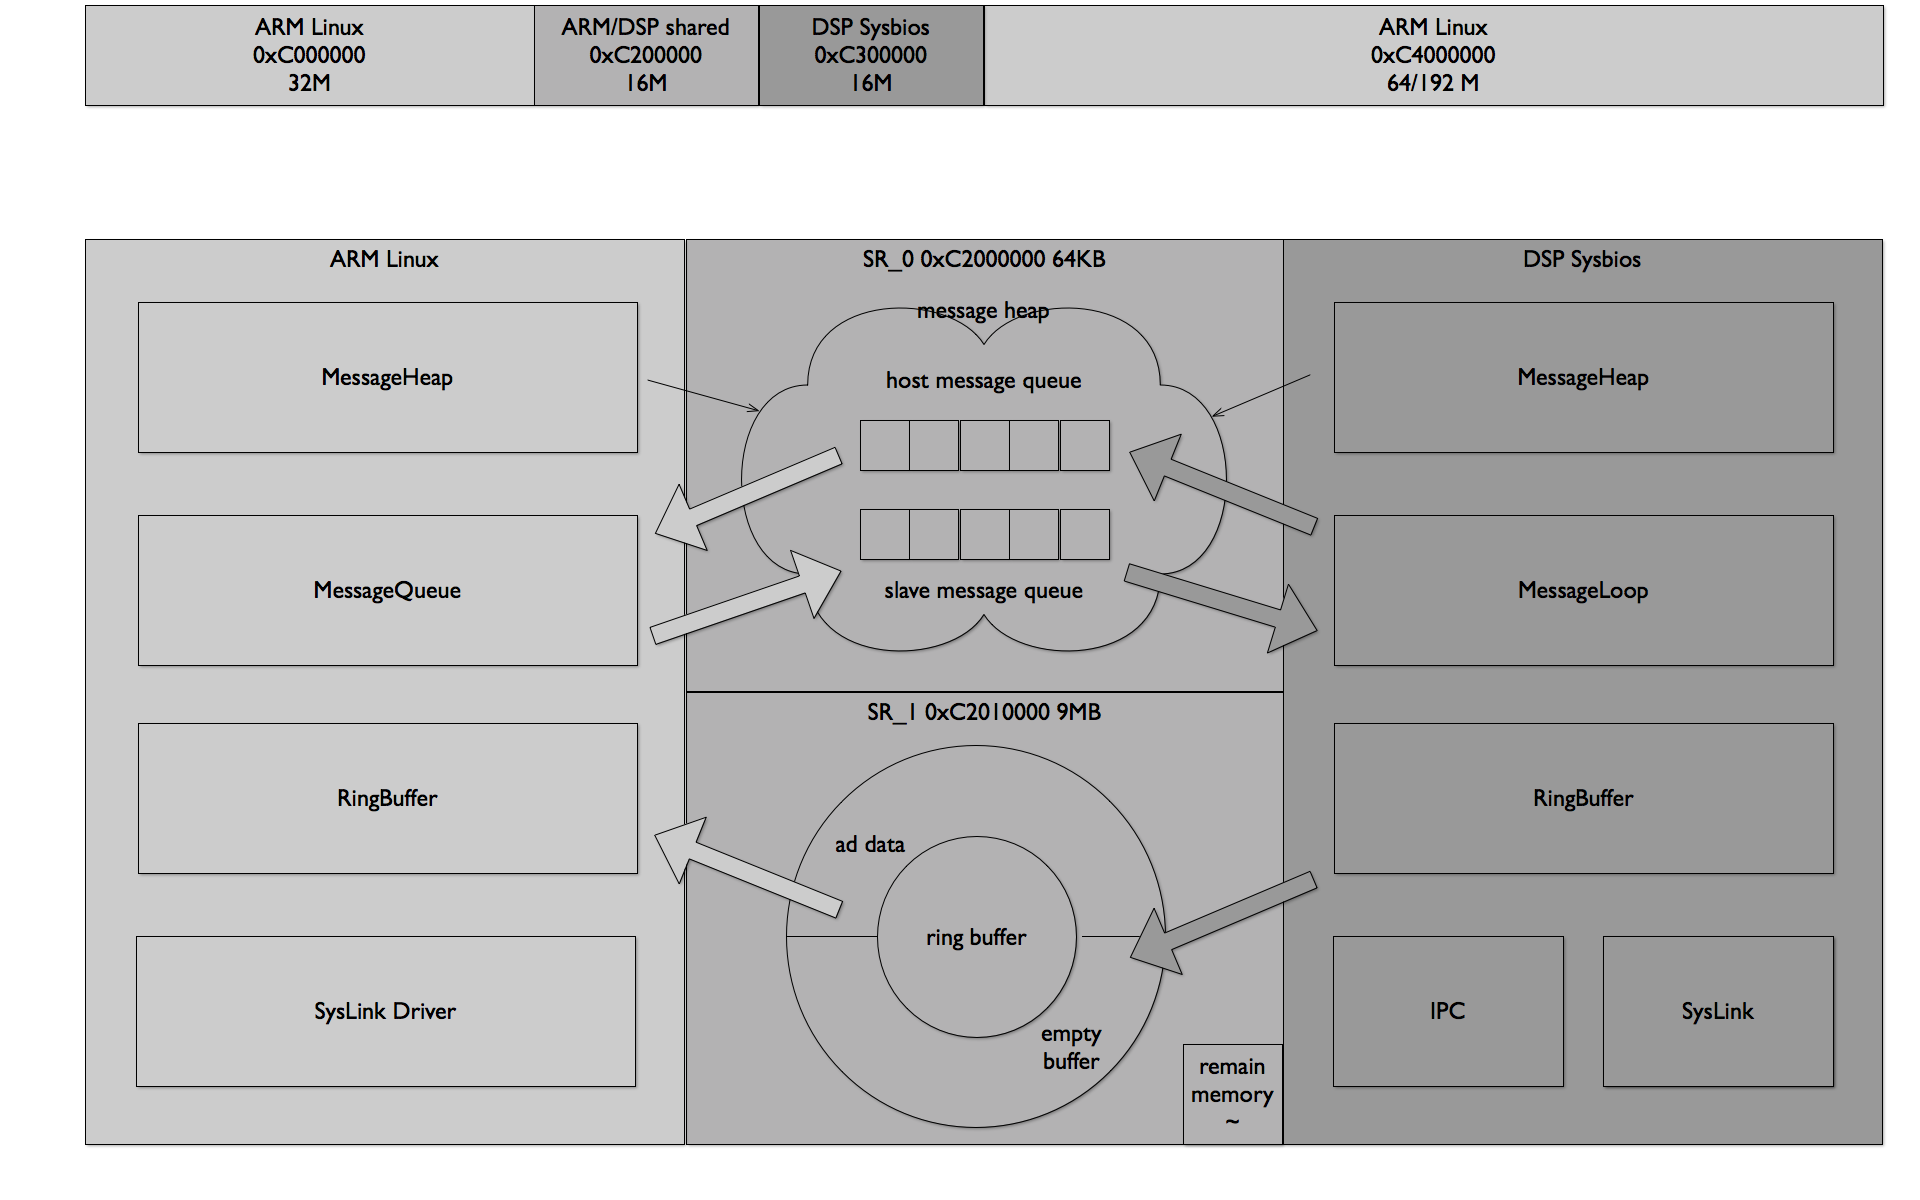 ARM Linux
0xC000000
32M
ARM/DSP shared
0xC200000
16M
DSP Sysbios
0xC300000
16M
ARM Linux
0xC4000000
64/192 M
ARM Linux
MessageHeap
MessageQueue
RingBuffer
SysLink Driver
SR_0 0xC2000000 64KB
message heap
host message queue
slave message queue
SR_1 0xC2010000 9MB
ad data
ring buffer
empty
buffer
remain
memory
~
DSP Sysbios
MessageHeap
MessageLoop
RingBuffer
IPC
SysLink